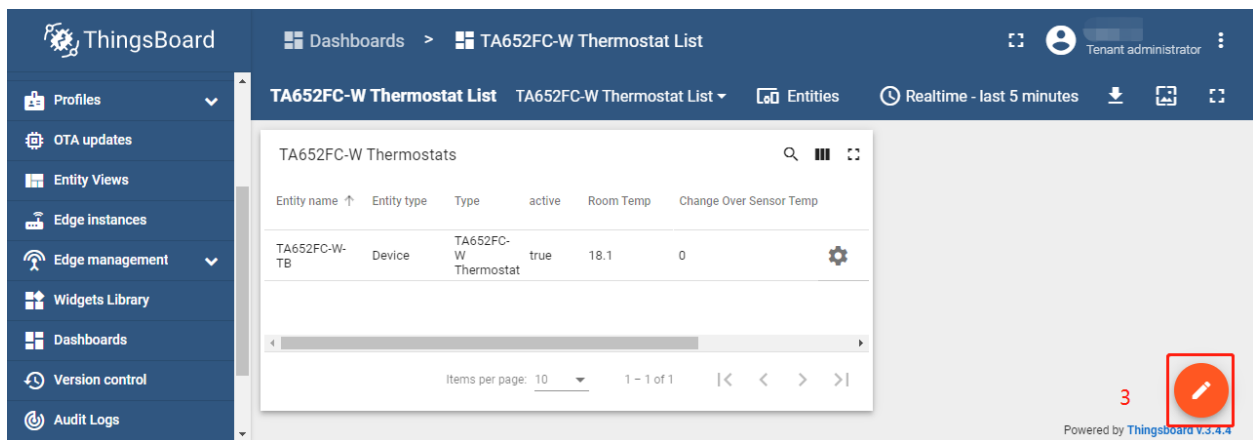 ThingsBoard
Dashboards > TA652FC-W Thermostat List
Tenant administrator
Profiles
OTA updates
Entity Views
Edge instances
Edge management
Widgets Library
Dashboards
Version control
Audit Logs
TA652FC-W Thermostat List TA652FC-W Thermostat List Entities Realtime - last 5 minutes
TA652FC-W Thermostats
Entity name Entity type Type active Room Temp Change Over Sensor Temp
TA652FC-W-
TB
Device
TA652FC-
W
Thermostat
true 18.1 0
Items per page: 10 1 – 1 of 1
3
Powered by Thingsboard v.3.4.4